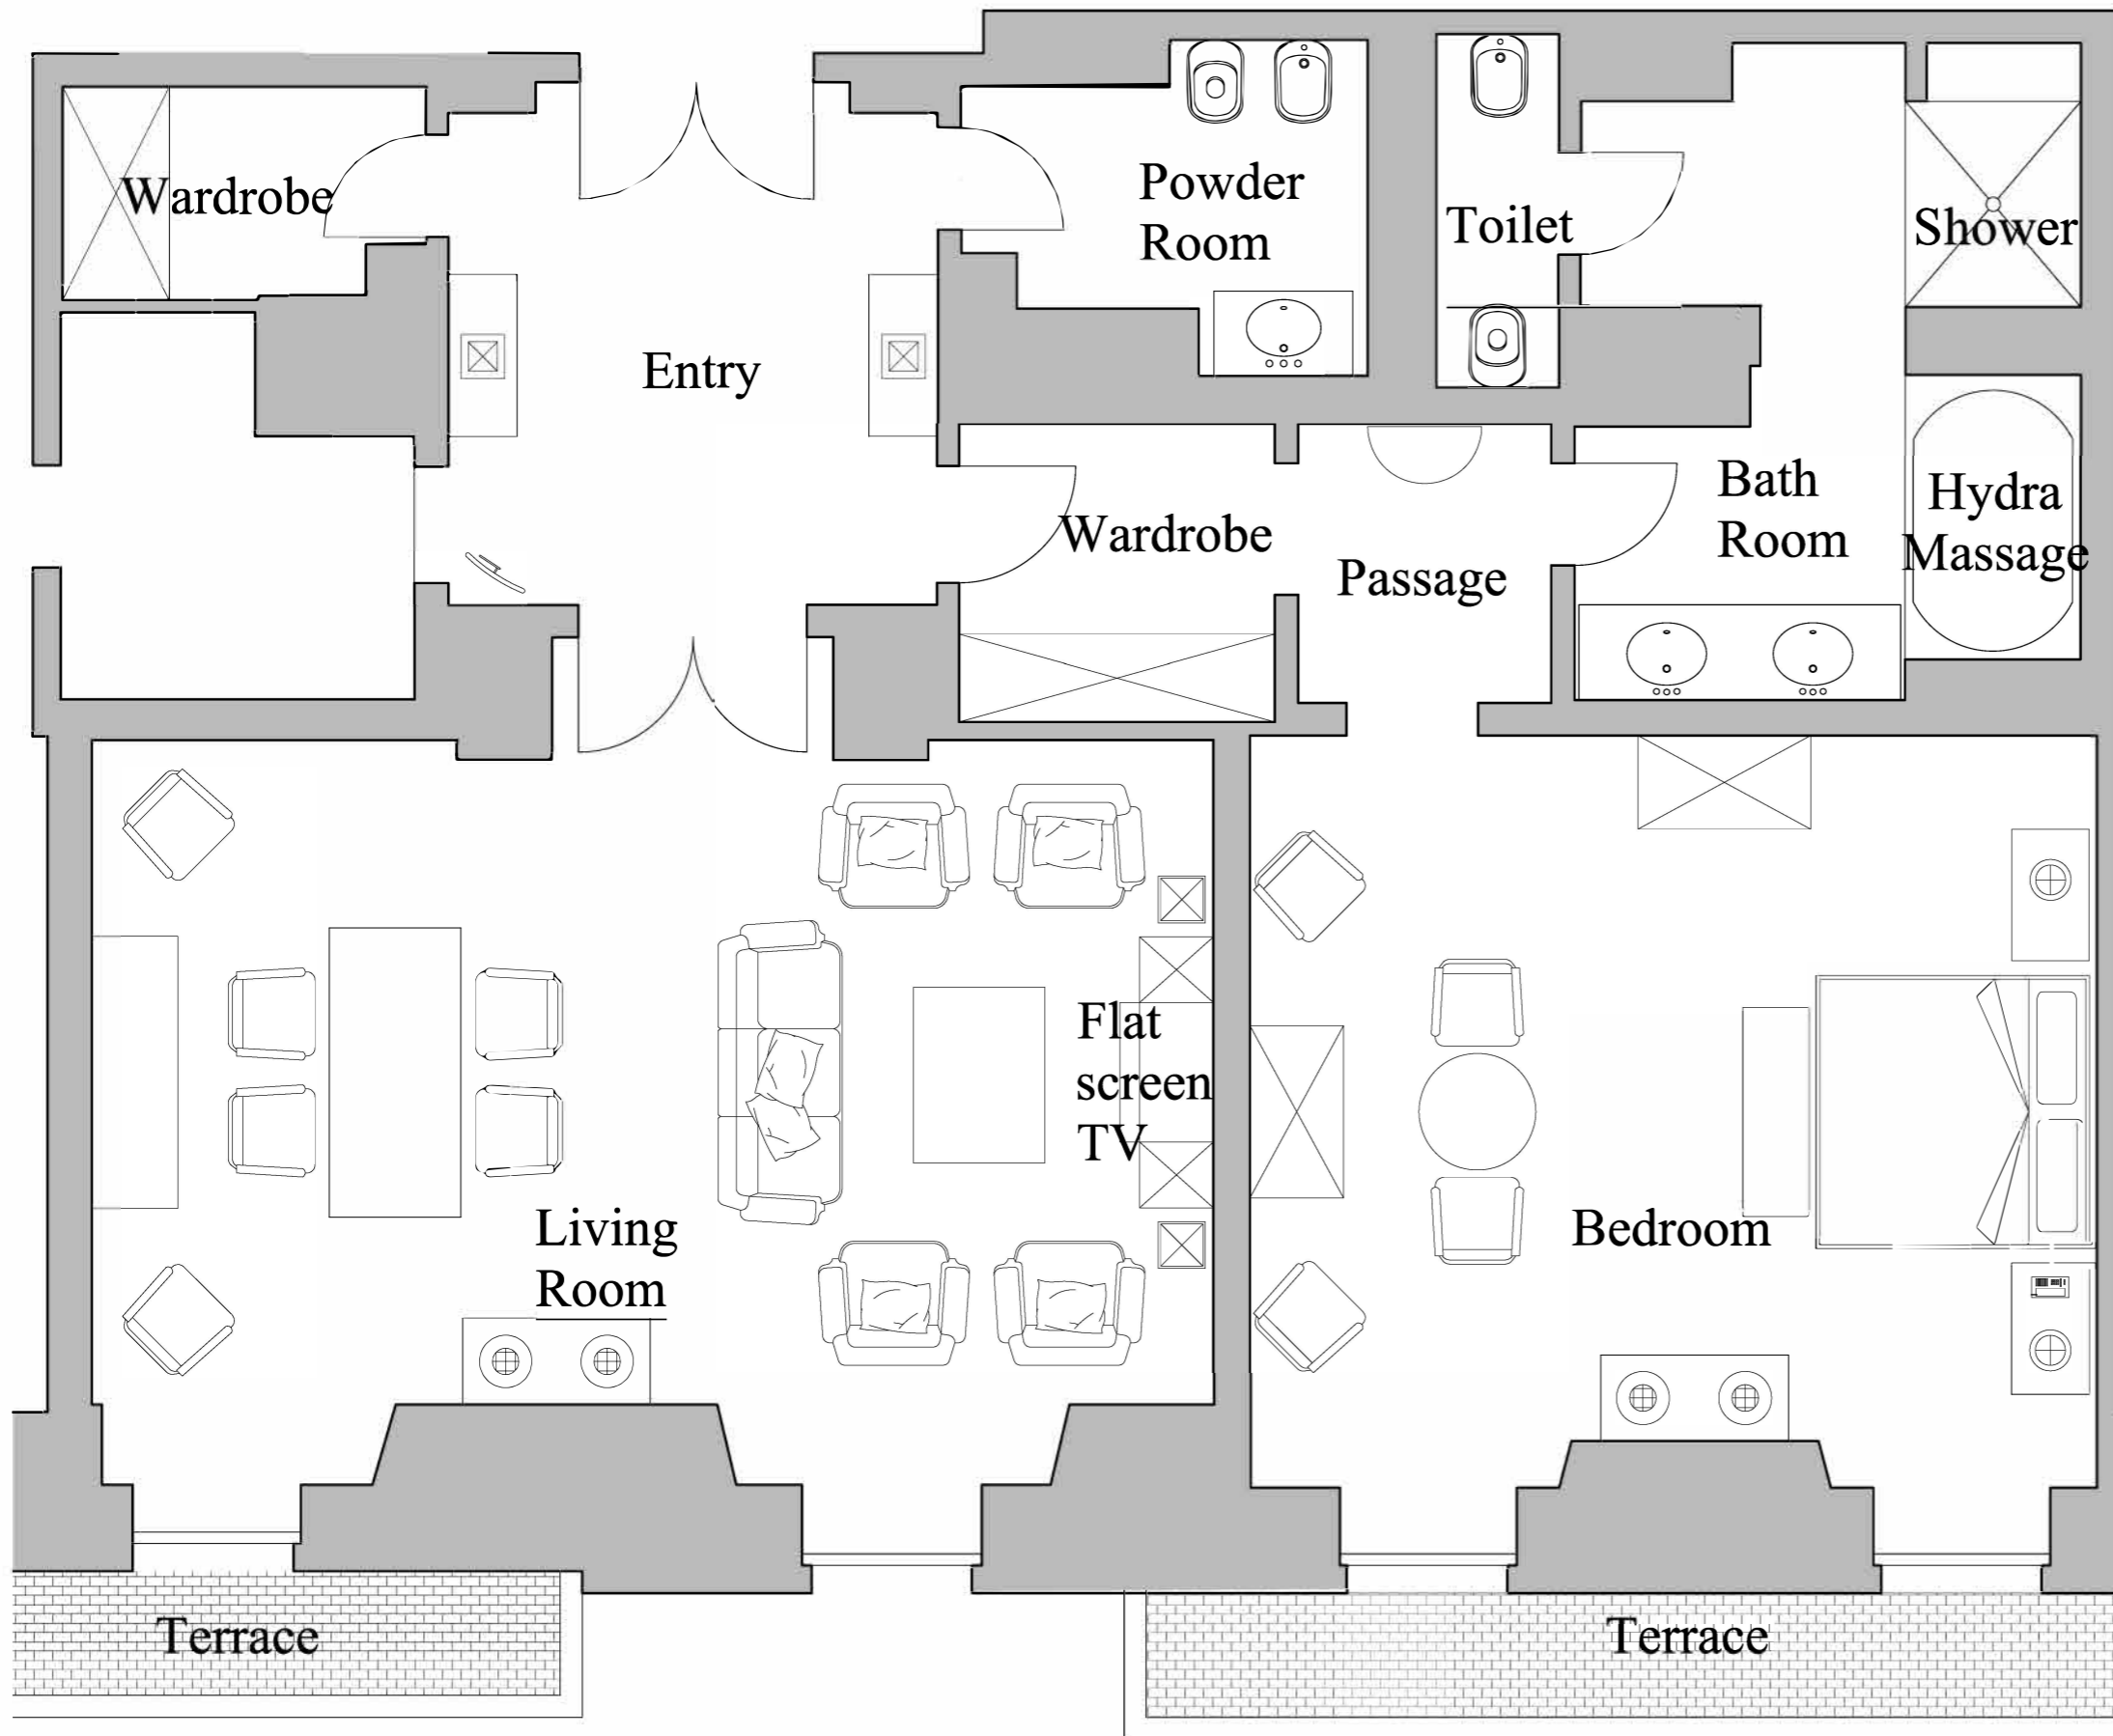 Wardrobe
Powder
Room
Toilet
Shower
Entry
Wardrobe
Passage
Bath
Room
Hydra
Massage
Flat
screen
TV
Living
Room
Bedroom
Terrace
Terrace